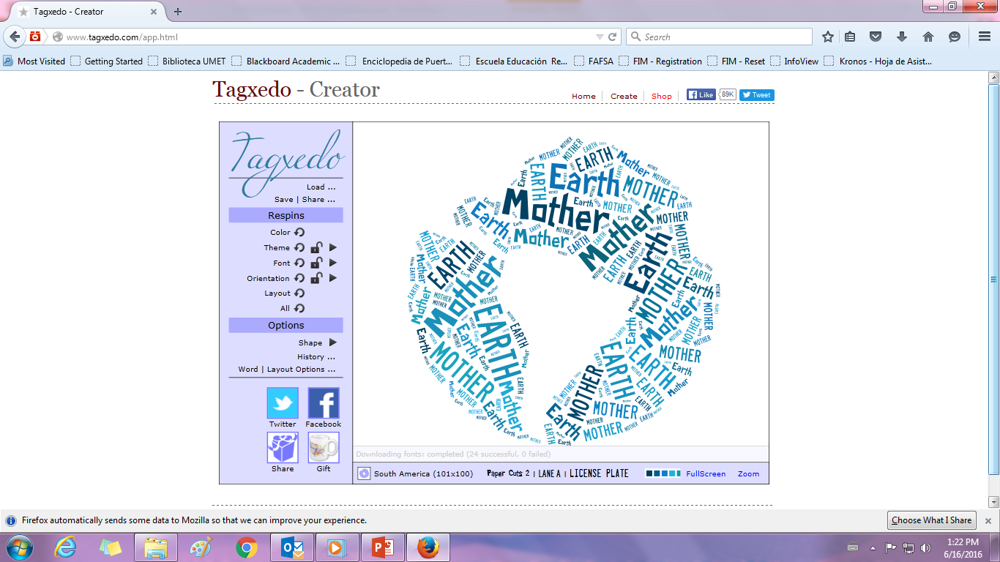 Tagxedo - Creator
www.tagxedo.com/app.html
Search
Most Visited Getting Started Biblioteca UMET Blackboard Academic ... Enciclopedia de Puert... Escuela Educación Re... FAFSA FIM - Registration FIM - Reset InfoView Kronos - Hoja de Asist...
Tagxedo - Creator
Home Create Shop Like 89K Tweet
Tagxedo
Load ...
Save | Share ...
Respins
Color
Theme
Font
Orientation
Layout
All
Options
Shape
History ...
Word | Layout Options ...
Twitter Facebook
Share Gift
EARTH
Mother
Earth
MOTHER
Mother
Earth
Mother
Mother
EARTH
Earth
Mother
EARTH
MOTHER
Mother
EARTH
MOTHER
Earth
EARTH
MOTHER
Mother
Earth
MOTHER
Downloading fonts: completed (24 successful, 0 failed)
South America (101x100) Paper Cuts 2 | LANE A | LICENSE PLATE FullScreen Zoom
Firefox automatically sends some data to Mozilla so that we can improve your experience. Choose What I Share
1:22 PM
6/16/2016